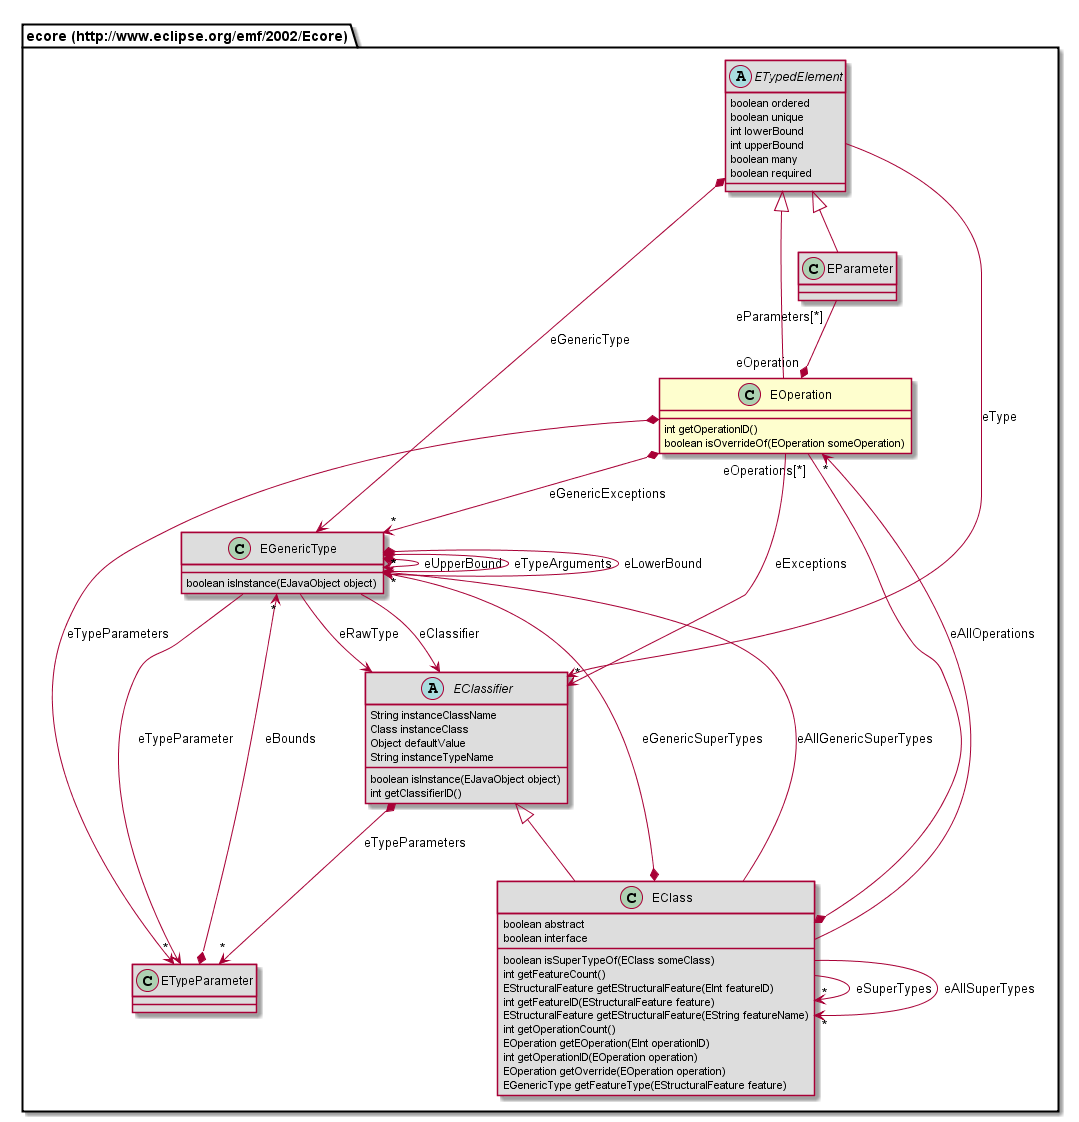 ecore (http://www.eclipse.org/emf/2002/Ecore)
A ETypedElement
boolean ordered
boolean unique
int lowerBound
int upperBound
boolean many
boolean required
C EParameter
eParameters[*]
eGenericType
eOperation
C EOperation
int getOperationID()
boolean isOverrideOf(EOperation someOperation)
eType
eOperations[*]
*
eGenericExceptions
*
C EGenericType
boolean isInstance(EJavaObject object)
eUpperBound
eTypeArguments
eLowerBound
*
*
eExceptions
*
eTypeParameters
eRawType
eClassifier
eAllOperations
*
A EClassifier
String instanceClassName
Class instanceClass
Object defaultValue
String instanceTypeName
boolean isInstance(EJavaObject object)
int getClassifierID()
eTypeParameter
eBounds
eGenericSuperTypes
eAllGenericSuperTypes
eTypeParameters
*
*
C ETypeParameter
C EClass
boolean abstract
boolean interface
boolean isSuperTypeOf(EClass someClass)
int getFeatureCount()
EStructuralFeature getEStructuralFeature(EInt featureID)
int getFeatureID(EStructuralFeature feature)
EStructuralFeature getEStructuralFeature(EString featureName)
int getOperationCount()
EOperation getEOperation(EInt operationID)
int getOperationID(EOperation operation)
EOperation getOverride(EOperation operation)
EGenericType getFeatureType(EStructuralFeature feature)
*
eSuperTypes
eAllSuperTypes
*